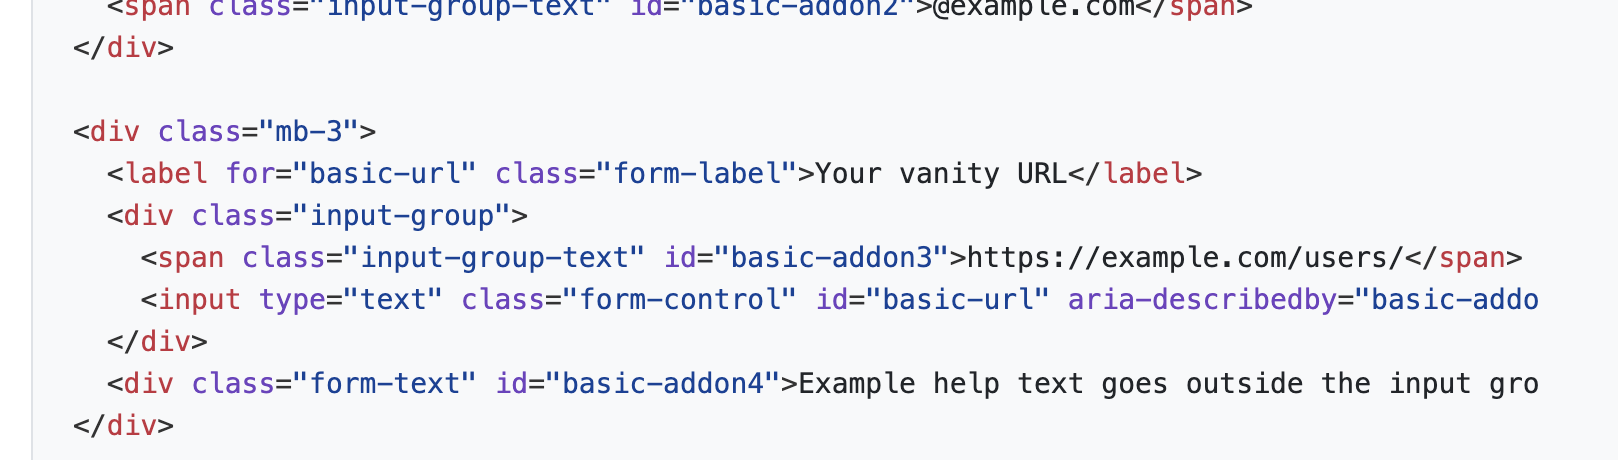 <span class="input-group-text" id="basic-addon2">@example.com</span>
</div>
<div class="mb-3">
<label for="basic-url" class="form-label">Your vanity URL</label>
<div class="input-group">
<span class="input-group-text" id="basic-addon3">https://example.com/users/</span>
<input type="text" class="form-control" id="basic-url" aria-describedby="basic-addo
</div>
<div class="form-text" id="basic-addon4">Example help text goes outside the input gro
</div>